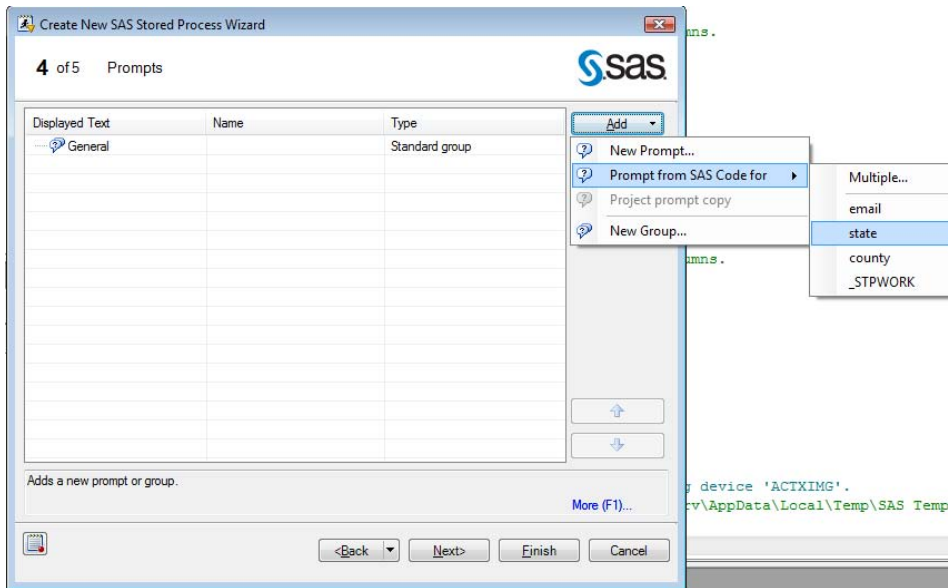 Create New SAS Stored Process Wizard
mns.
4 of 5 Prompts
sas
Displayed Text Name Type
General Standard group
Add
New Prompt...
Prompt from SAS Code for
Project prompt copy
New Group...
Multiple...
email
state
county
_STPWORK
umns.
Adds a new prompt or group.
More (F1)...
g device 'ACTXIMG'.
rv\AppData\Local\Temp\SAS Temp
<Back
Next>
Finish
Cancel